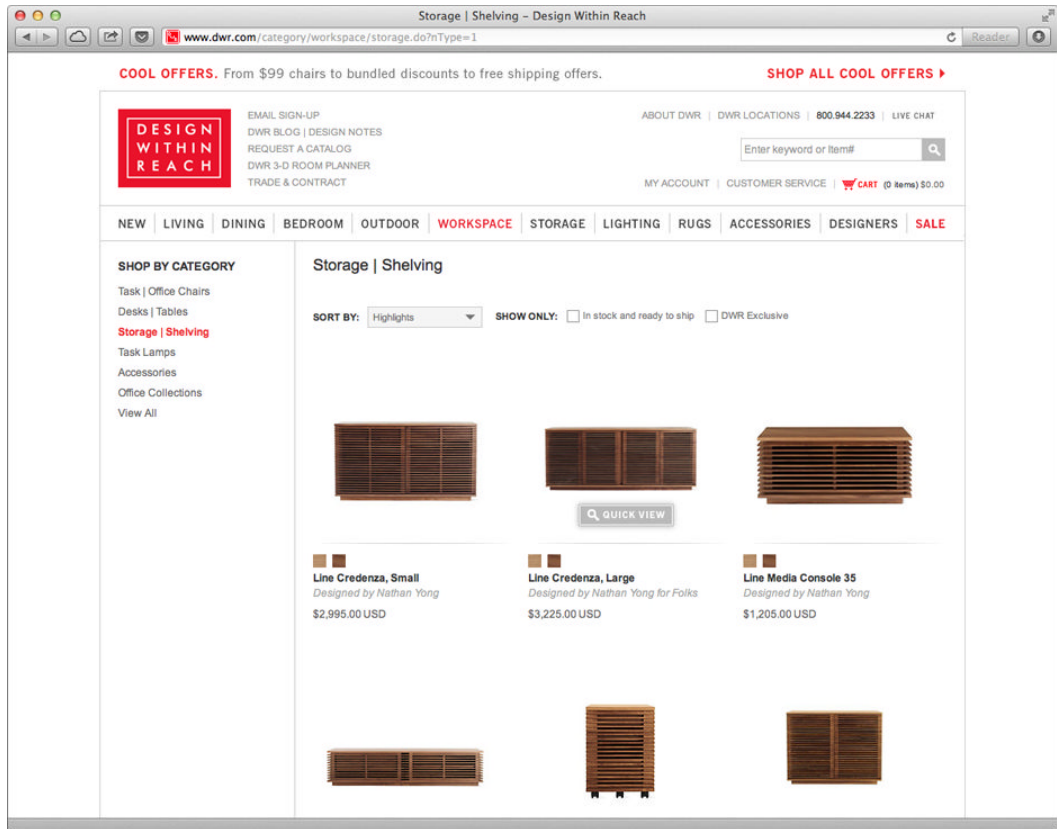 Storage | Shelving – Design Within Reach
www.dwr.com/category/workspace/storage.do?nType=1
Reader
COOL OFFERS. From $99 chairs to bundled discounts to free shipping offers.
SHOP ALL COOL OFFERS
DESIGN
WITHIN
REACH
EMAIL SIGN-UP
DWR BLOG | DESIGN NOTES
REQUEST A CATALOG
DWR 3-D ROOM PLANNER
TRADE & CONTRACT
ABOUT DWR | DWR LOCATIONS | 800.944.2233 | LIVE CHAT
Enter keyword or Item#
MY ACCOUNT | CUSTOMER SERVICE | CART (0 items) $0.00
NEW | LIVING | DINING | BEDROOM | OUTDOOR | WORKSPACE | STORAGE | LIGHTING | RUGS | ACCESSORIES | DESIGNERS | SALE
SHOP BY CATEGORY
Task | Office Chairs
Desks | Tables
Storage | Shelving
Task Lamps
Accessories
Office Collections
View All
Storage | Shelving
SORT BY: Highlights SHOW ONLY: In stock and ready to ship DWR Exclusive
QUICK VIEW
Line Credenza, Small
Designed by Nathan Yong
$2,995.00 USD
Line Credenza, Large
Designed by Nathan Yong for Folks
$3,225.00 USD
Line Media Console 35
Designed by Nathan Yong
$1,205.00 USD